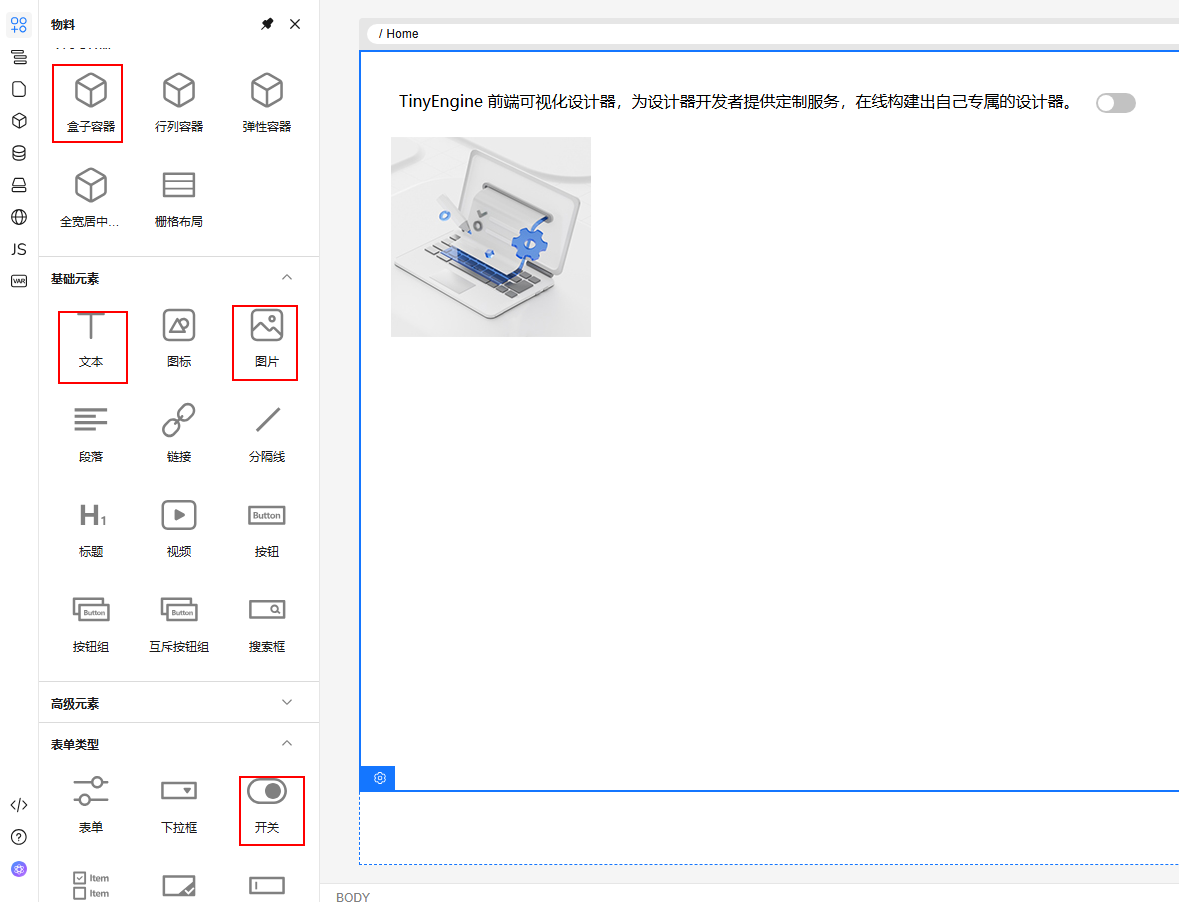 物料
/ Home
盒子容器
行列容器
弹性容器
全宽居中...
栅格布局
JS
VAR
基础元素
文本
图标
图片
段落
链接
分隔线
H1
Button
标题
视频
按钮
Button
Button
按钮组
互斥按钮组
搜索框
高级元素
表单类型
表单
下拉框
开关
Item
Item
TinyEngine 前端可视化设计器，为设计器开发者提供定制服务，在线构建出自己专属的设计器。
BODY